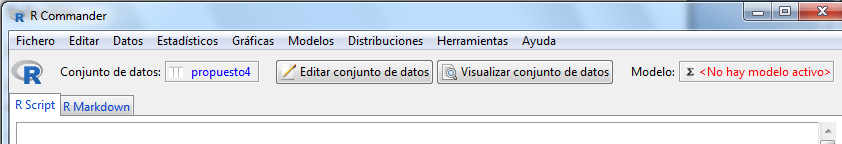 R Commander
Fichero Editar Datos Estadísticos Gráficas Modelos Distribuciones Herramientas Ayuda
R Conjunto de datos: propuesto4 Editar conjunto de datos Visualizar conjunto de datos Modelo: Σ <No hay modelo activo>
R Script R Markdown